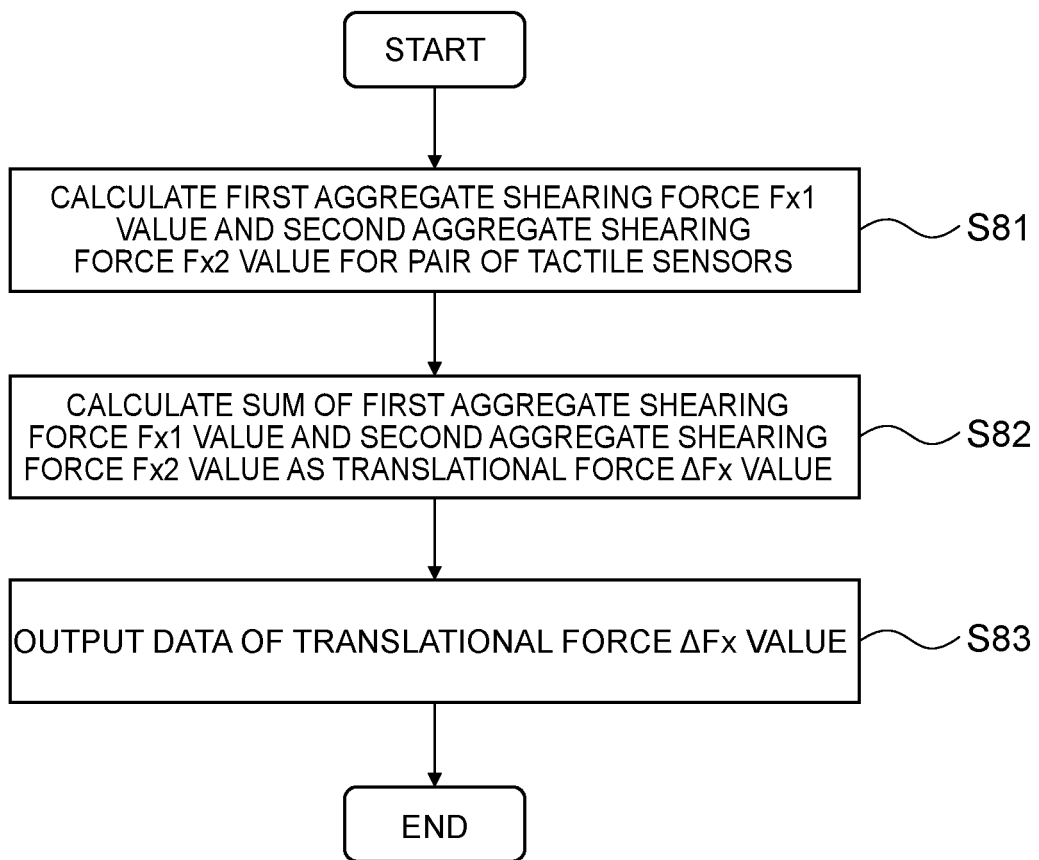 START
CALCULATE FIRST AGGREGATE SHEARING FORCE Fx1
VALUE AND SECOND AGGREGATE SHEARING
FORCE Fx2 VALUE FOR PAIR OF TACTILE SENSORS
S81
CALCULATE SUM OF FIRST AGGREGATE SHEARING
FORCE Fx1 VALUE AND SECOND AGGREGATE SHEARING
FORCE Fx2 VALUE AS TRANSLATIONAL FORCE ΔFx VALUE
S82
OUTPUT DATA OF TRANSLATIONAL FORCE ΔFx VALUE
S83
END